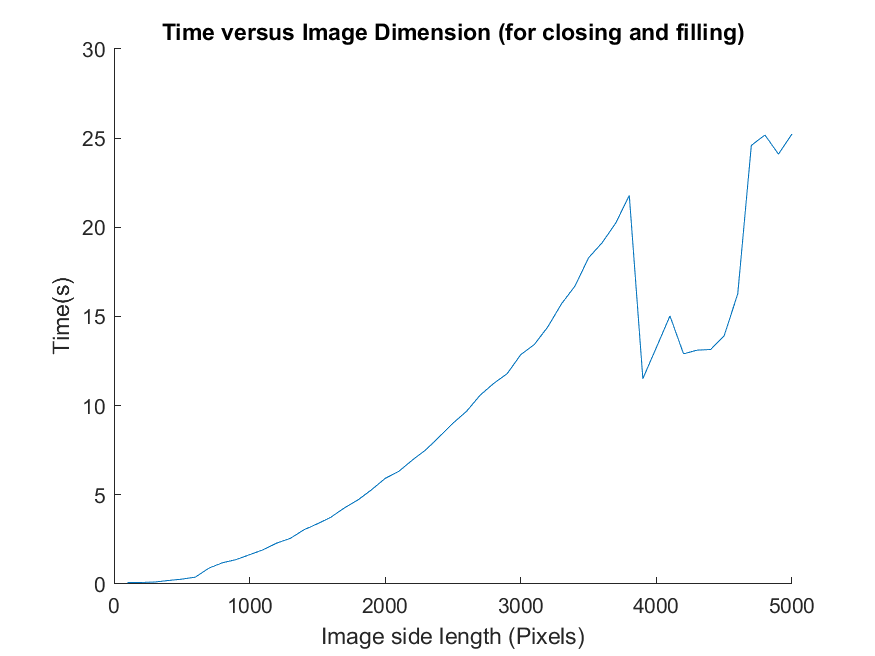 Time versus Image Dimension (for closing and filling)
30
25
20
15
10
5
0
Time(s)
0 1000 2000 3000 4000 5000
Image side length (Pixels)